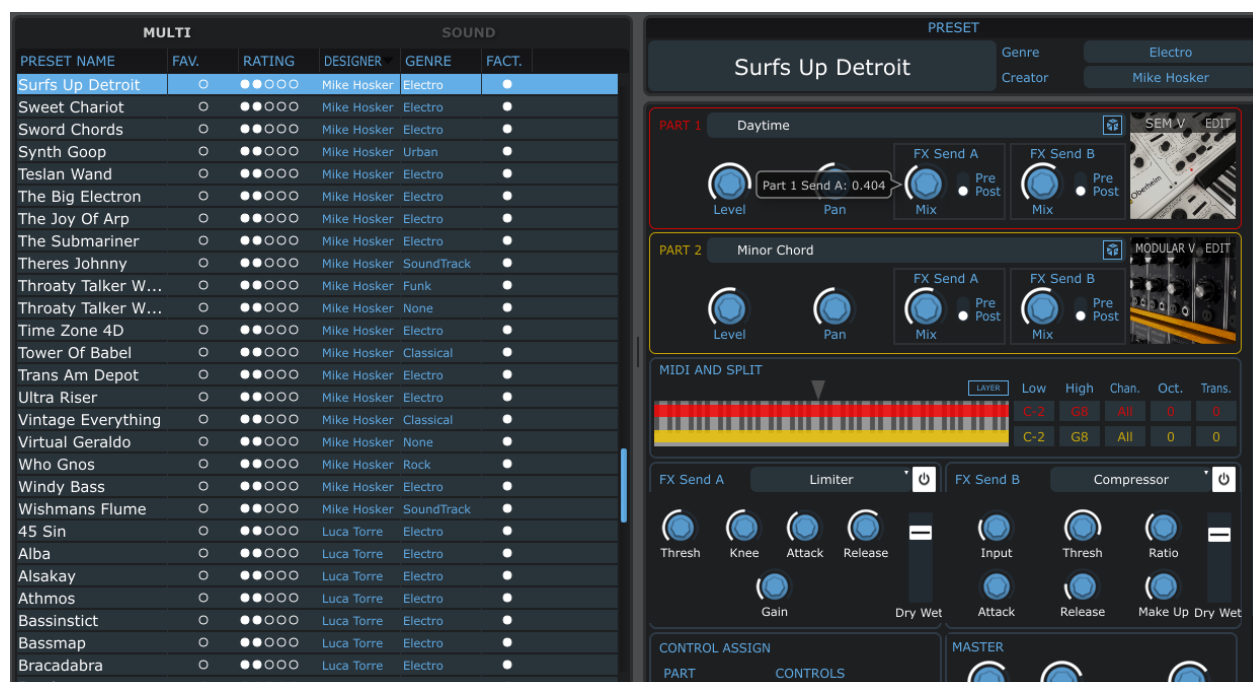 MULTI SOUND
PRESET NAME FAV. RATING DESIGNER GENRE FACT.
Surfs Up Detroit Mike Hosker Electro
Sweet Chariot Mike Hosker Electro
Sword Chords Mike Hosker Electro
Synth Goop Mike Hosker Urban
Teslan Wand Mike Hosker Electro
The Big Electron Mike Hosker Electro
The Joy Of Arp Mike Hosker Electro
The Submariner Mike Hosker Electro
Theres Johnny Mike Hosker SoundTrack
Throaty Talker W... Mike Hosker Funk
Throaty Talker W... Mike Hosker None
Time Zone 4D Mike Hosker Electro
Tower Of Babel Mike Hosker Classical
Trans Am Depot Mike Hosker Electro
Ultra Riser Mike Hosker Electro
Vintage Everything Mike Hosker Classical
Virtual Geraldo Mike Hosker None
Who Gnos Mike Hosker Rock
Windy Bass Mike Hosker Electro
Wishmans Flume Mike Hosker SoundTrack
45 Sin Luca Torre Electro
Alba Luca Torre Electro
Alsakay Luca Torre Electro
Athmos Luca Torre Electro
Bassinstict Luca Torre Electro
Bassmap Luca Torre Electro
Bracadabra Luca Torre Electro
PRESET
Surfs Up Detroit
Genre Electro
Creator Mike Hosker
PART 1 Daytime SEM V EDIT
FX Send A FX Send B
Part 1 Send A: 0.404
Pre Pre
Post Post
Level Pan Mix Mix
Oberheim
PART 2 Minor Chord MODULAR V EDIT
FX Send A FX Send B
Pre Pre
Post Post
Level Pan Mix Mix
MIDI AND SPLIT
LAYER Low High Chan. Oct. Trans.
C-2 G8 All 0 0
C-2 G8 All 0 0
FX Send A Limiter
Thresh Knee Attack Release
Gain Dry Wet
FX Send B Compressor
Input Thresh Ratio
Attack Release Make Up Dry Wet
CONTROL ASSIGN
PART CONTROLS
MASTER